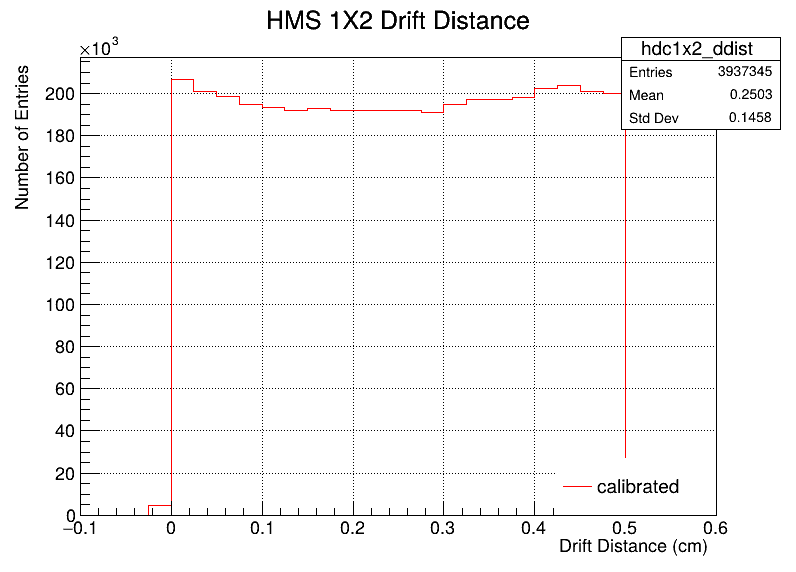 HMS 1X2 Drift Distance
×10³
hdc1x2_ddist
Entries 3937345
Mean 0.2503
Std Dev 0.1458
Number of Entries
200
180
160
140
120
100
80
60
40
20
0
calibrated
−0.1 0 0.1 0.2 0.3 0.4 0.5 0.6
Drift Distance (cm)